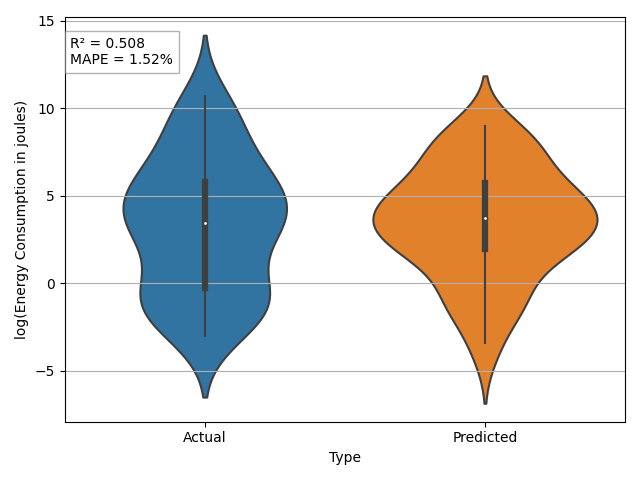 15
R² = 0.508
MAPE = 1.52%
10
5
0
−5
log(Energy Consumption in joules)
Actual
Predicted
Type